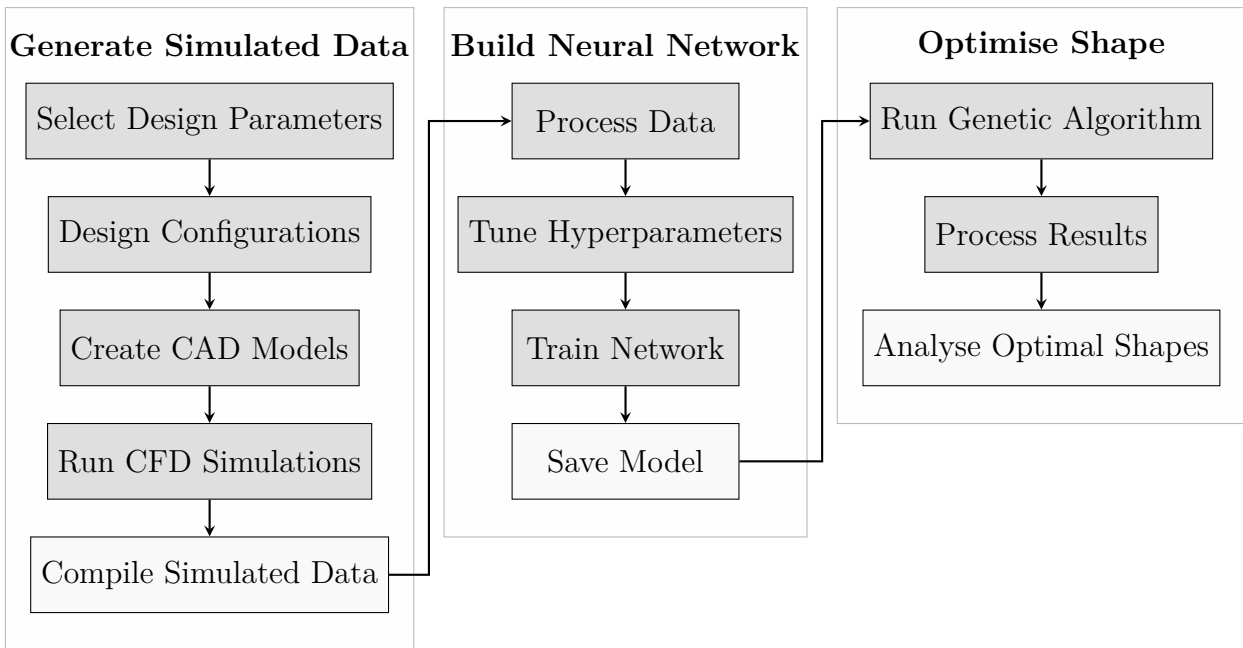 Generate Simulated Data
Select Design Parameters
Design Configurations
Create CAD Models
Run CFD Simulations
Compile Simulated Data
Build Neural Network
Process Data
Tune Hyperparameters
Train Network
Save Model
Optimise Shape
Run Genetic Algorithm
Process Results
Analyse Optimal Shapes